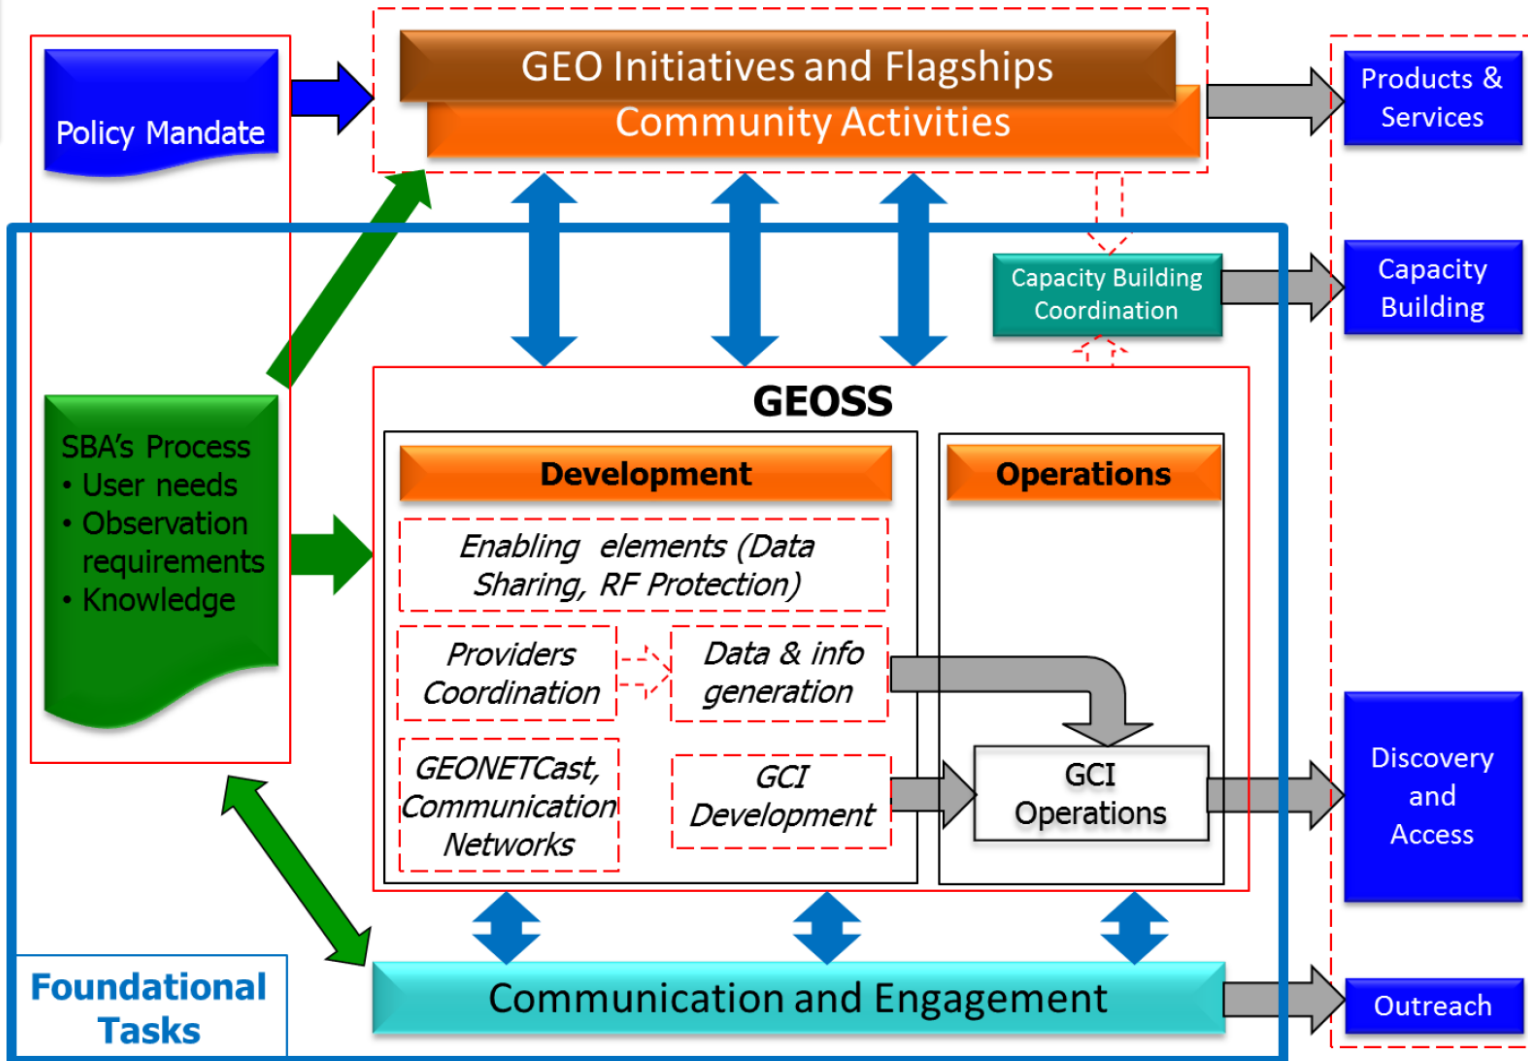 GEO Initiatives and Flagships
Community Activities
Policy Mandate
Products &
Services
Capacity Building
Coordination
Capacity
Building
GEOSS
SBA's Process
• User needs
• Observation
requirements
• Knowledge
Development
Operations
Enabling elements (Data
Sharing, RF Protection)
Providers
Coordination
Data & info
generation
GEONETCast,
Communication
Networks
GCI
Development
GCI
Operations
Discovery
and
Access
Foundational
Tasks
Communication and Engagement
Outreach